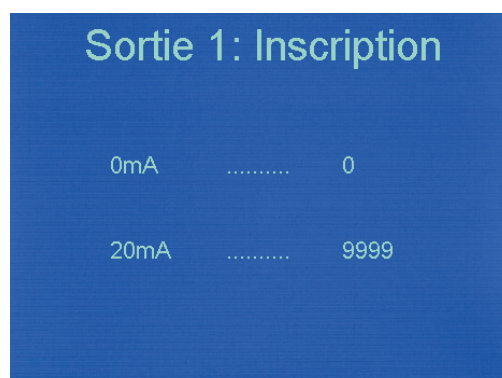 Sortie 1: Inscription
0mA .......... 0
20mA .......... 9999